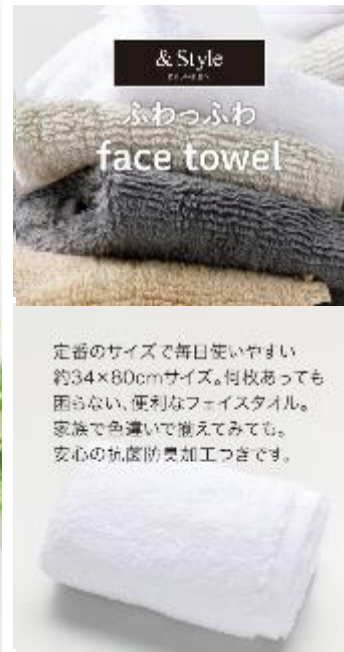 & Style
ふわっふわ
face towel
定番のサイズで毎日使いやすい
約34×80cmサイズ。何枚あっても
困らない、便利なフェイスタオル。
家族で色違いで揃えてみても。
安心の抗菌防臭加工つきです。